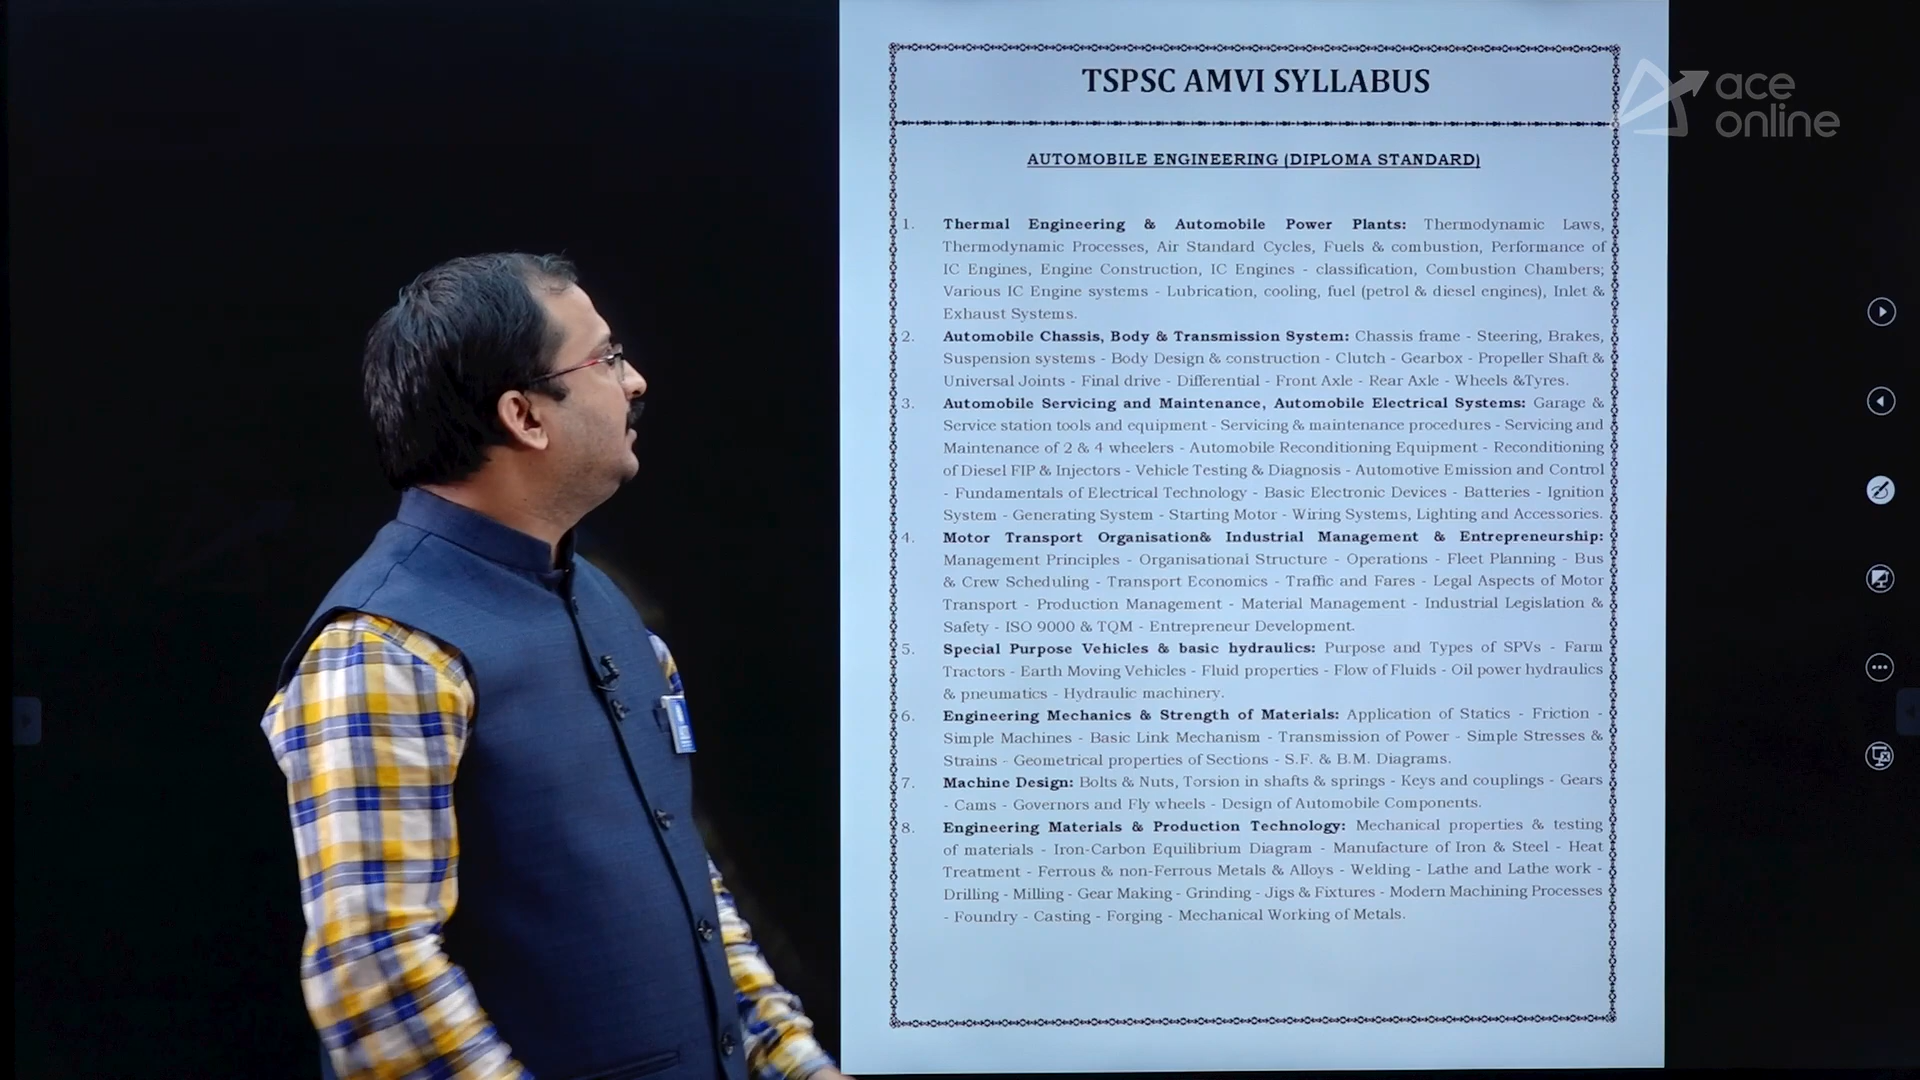 TSPSC AMVI SYLLABUS
ace
online
AUTOMOBILE ENGINEERING (DIPLOMA STANDARD)
1. Thermal Engineering & Automobile Power Plants: Thermodynamic Laws,
Thermodynamic Processes, Air Standard Cycles, Fuels & combustion, Performance of
IC Engines, Engine Construction, IC Engines - classification, Combustion Chambers;
Various IC Engine systems - Lubrication, cooling, fuel (petrol & diesel engines), Inlet &
Exhaust Systems.
2. Automobile Chassis, Body & Transmission System: Chassis frame - Steering, Brakes,
Suspension systems - Body Design & construction - Clutch - Gearbox - Propeller Shaft &
Universal Joints - Final drive - Differential - Front Axle - Rear Axle - Wheels &Tyres.
3. Automobile Servicing and Maintenance, Automobile Electrical Systems: Garage &
Service station tools and equipment - Servicing & maintenance procedures - Servicing and
Maintenance of 2 & 4 wheelers - Automobile Reconditioning Equipment - Reconditioning
of Diesel FIP & Injectors - Vehicle Testing & Diagnosis - Automotive Emission and Control
- Fundamentals of Electrical Technology - Basic Electronic Devices - Batteries - Ignition
System - Generating System - Starting Motor - Wiring Systems, Lighting and Accessories.
4. Motor Transport Organisation& Industrial Management & Entrepreneurship:
Management Principles - Organisational Structure - Operations - Fleet Planning - Bus
& Crew Scheduling - Transport Economics - Traffic and Fares - Legal Aspects of Motor
Transport - Production Management - Material Management - Industrial Legislation &
Safety - ISO 9000 & TQM - Entrepreneur Development.
5. Special Purpose Vehicles & basic hydraulics: Purpose and Types of SPVs - Farm
Tractors - Earth Moving Vehicles - Fluid properties - Flow of Fluids - Oil power hydraulics
& pneumatics - Hydraulic machinery.
6. Engineering Mechanics & Strength of Materials: Application of Statics - Friction -
Simple Machines - Basic Link Mechanism - Transmission of Power - Simple Stresses &
Strains - Geometrical properties of Sections - S.F. & B.M. Diagrams.
7. Machine Design: Bolts & Nuts, Torsion in shafts & springs - Keys and couplings - Gears
- Cams - Governors and Fly wheels - Design of Automobile Components.
8. Engineering Materials & Production Technology: Mechanical properties & testing
of materials - Iron-Carbon Equilibrium Diagram - Manufacture of Iron & Steel - Heat
Treatment - Ferrous & non-Ferrous Metals & Alloys - Welding - Lathe and Lathe work -
Drilling - Milling - Gear Making - Grinding - Jigs & Fixtures - Modern Machining Processes
- Foundry - Casting - Forging - Mechanical Working of Metals.